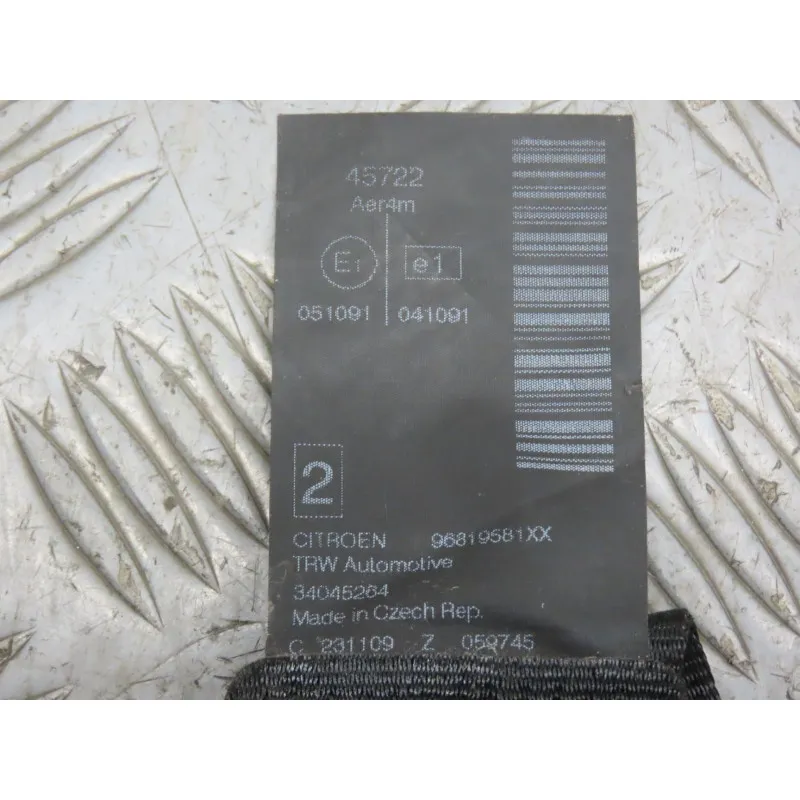 45722
Aer4m
E1 e1
051091 041091
2
CITROEN 96819581XX
TRW Automotive
34045264
Made in Czech Rep.
C 231109 Z 059745